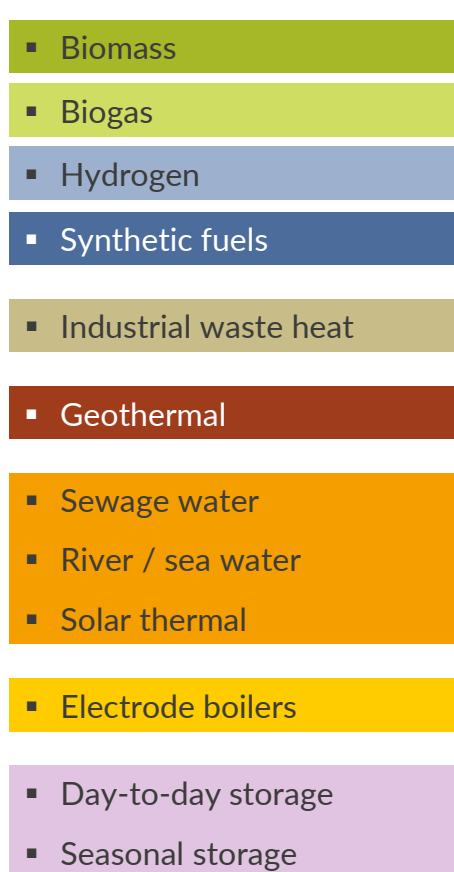 ▪ Biomass
▪ Biogas
▪ Hydrogen
▪ Synthetic fuels
▪ Industrial waste heat
▪ Geothermal
▪ Sewage water
▪ River / sea water
▪ Solar thermal
▪ Electrode boilers
▪ Day-to-day storage
▪ Seasonal storage